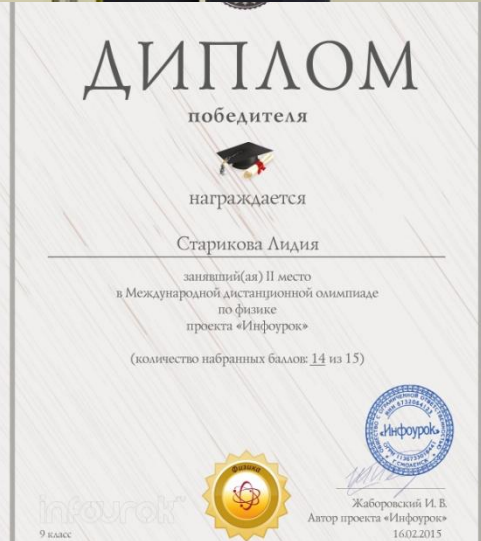 ДИПЛОМ
победителя
награждается
Старикова Лидия
занявший(ая) II место
в Международной дистанционной олимпиаде
по физике
проекта «Инфоурок»
(количество набранных баллов: 14 из 15)
«Инфоурок»
Г.СМОЛЕНСК
Физика
Жаборовский И. В.
Автор проекта «Инфоурок»
16.02.2015
infourok
9 класс